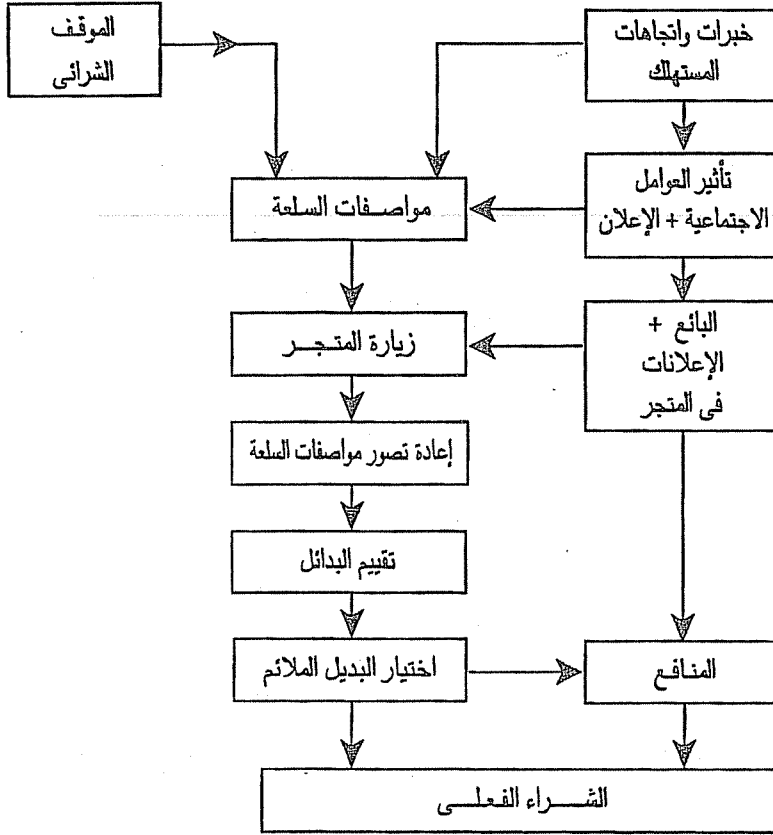 خبرات واتجاهات
المستهلك
الموقف
الشرائى
تأثير العوامل
الاجتماعية + الإعلان
مواصفات السلعة
البائع +
الإعلانات
فى المتجر
زيارة المتجر
إعادة تصور مواصفات السلعة
تقييم البدائل
اختيار البديل الملائم
المنافع
الشراء الفعلى